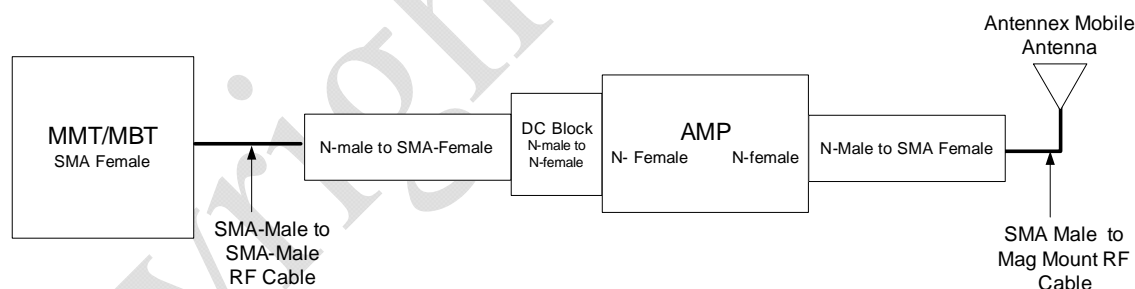 Antennex Mobile
Antenna
MMT/MBT
SMA Female
N-male to SMA-Female
DC Block
N-male to
N-female
AMP
N- Female
N-female
N-Male to SMA Female
SMA-Male to
SMA-Male
RF Cable
SMA Male to
Mag Mount RF
Cable